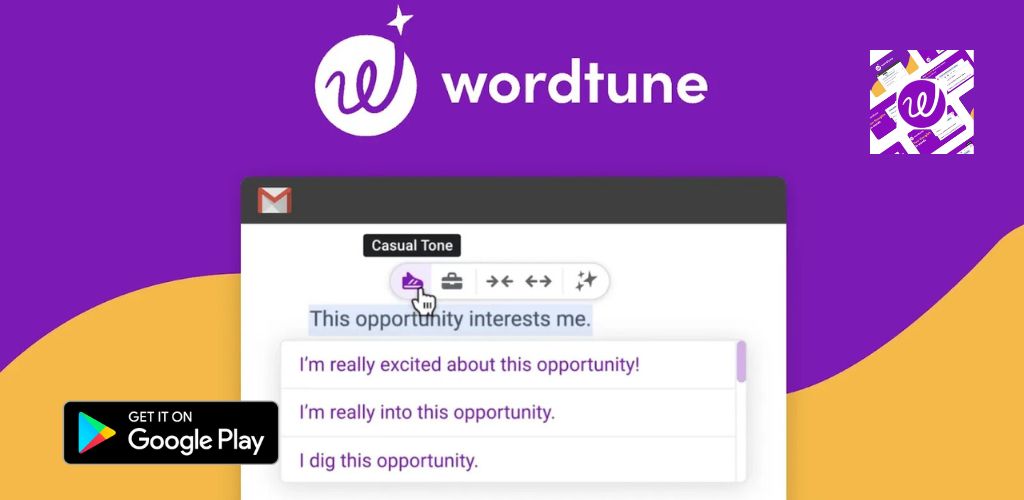 wordtune
Casual Tone
This opportunity interests me.
I'm really excited about this opportunity!
I'm really into this opportunity.
I dig this opportunity.
GET IT ON
Google Play